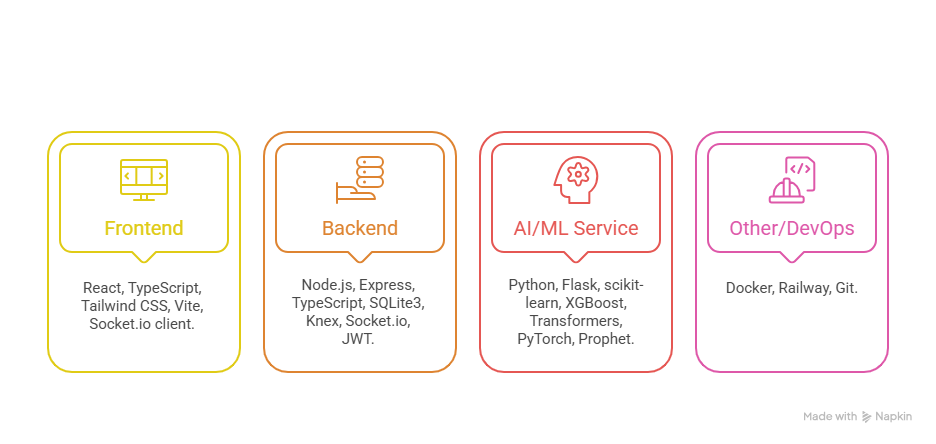 Frontend
React, TypeScript,
Tailwind CSS, Vite,
Socket.io client.
Backend
Node.js, Express,
TypeScript, SQLite3,
Knex, Socket.io,
JWT.
AI/ML Service
Python, Flask, scikit-
learn, XGBoost,
Transformers,
PyTorch, Prophet.
Other/DevOps
Docker, Railway, Git.
Made with Napkin